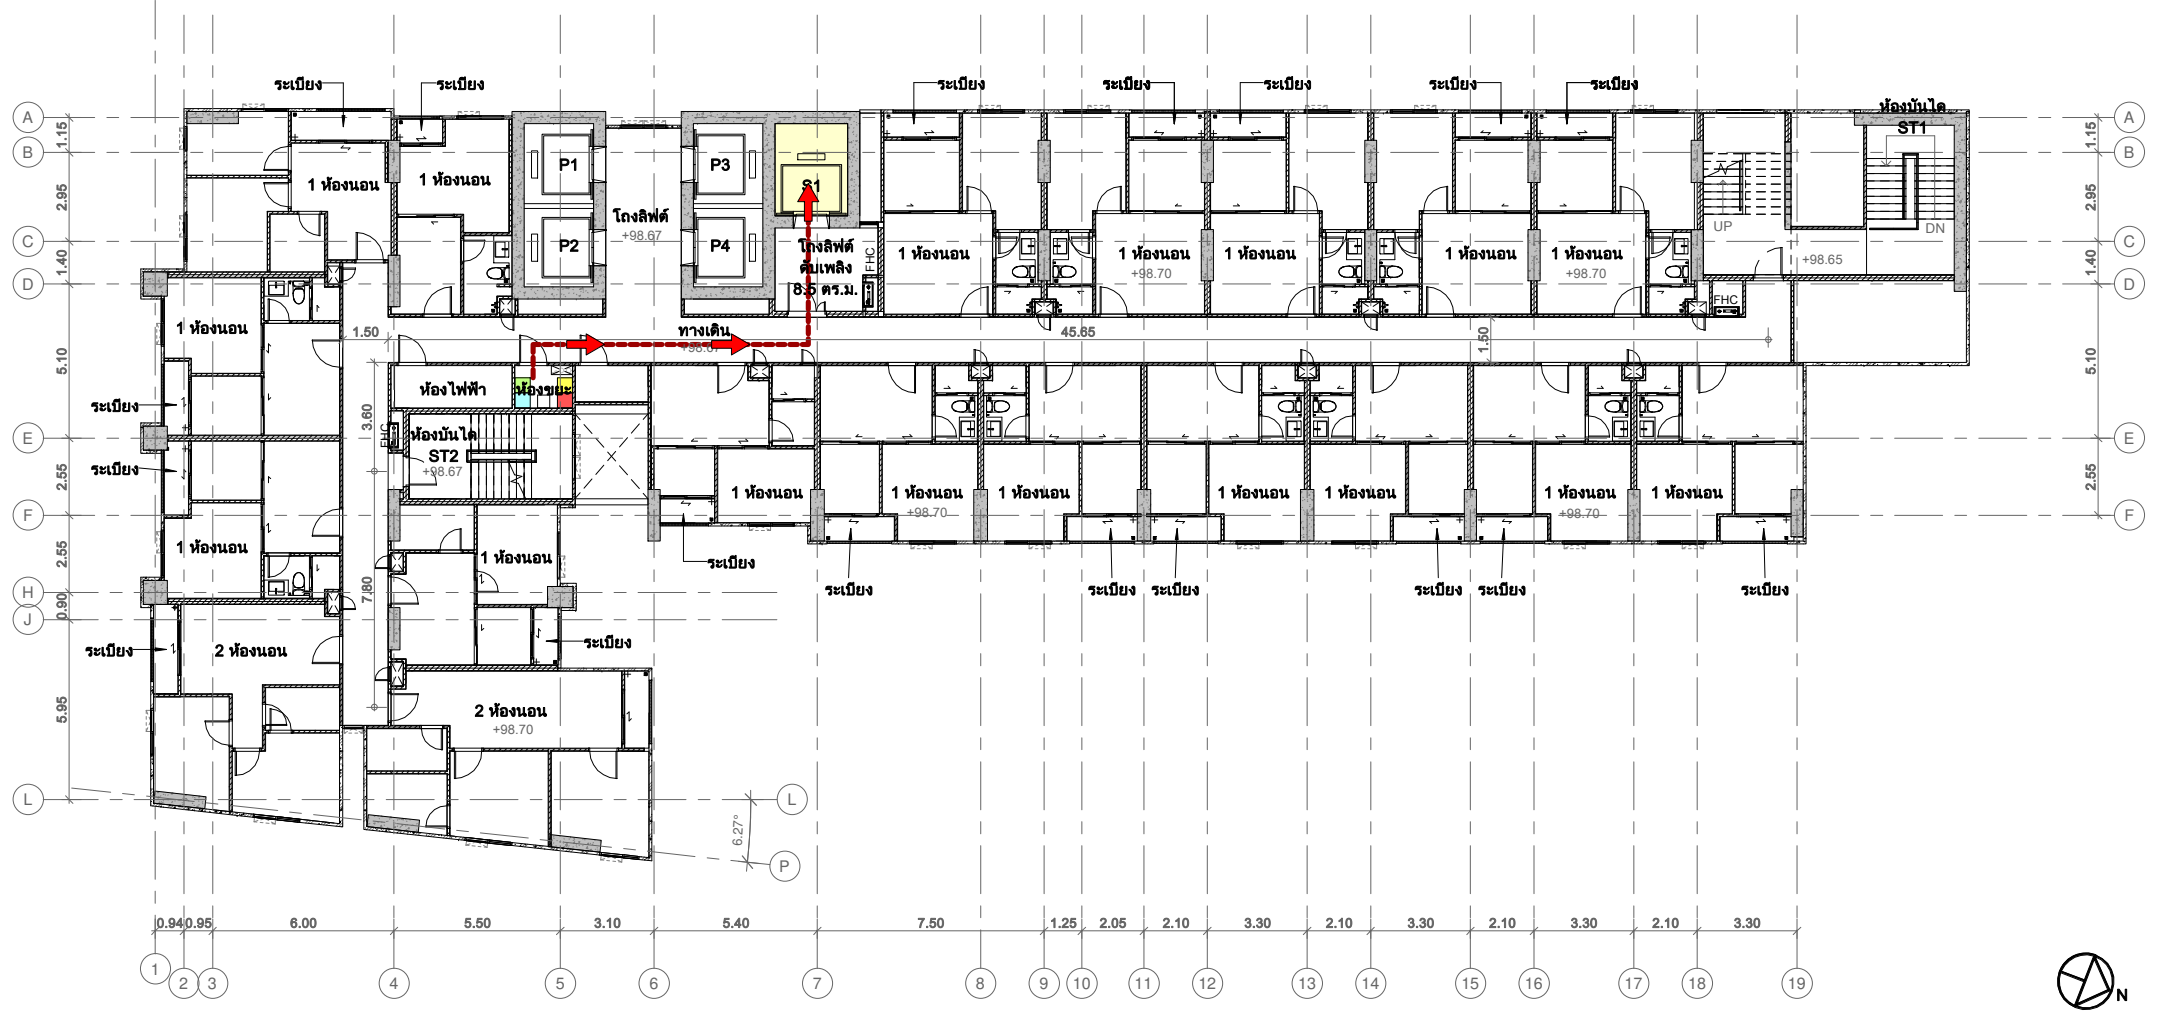 ระเบียง
ระเบียง
ระเบียง
ระเบียง
ระเบียง
ระเบียง
ระเบียง
ห้องบันได
ST1
A
A
1.15
1.15
B
B
P1
P3
S1
1 ห้องนอน
1 ห้องนอน
2.95
2.95
โถงลิฟต์
+98.67
UP
DN
C
C
P2
P4
โถงลิฟต์
ดับเพลิง
8.5 ตร.ม.
FHC
1 ห้องนอน
1 ห้องนอน
+98.70
1 ห้องนอน
1 ห้องนอน
1 ห้องนอน
+98.70
+98.65
1.40
1.40
D
D
FHC
1 ห้องนอน
1.50
ทางเดิน
45.65
1.50
5.10
5.10
ห้องไฟฟ้า
ห้องขยะ
ระเบียง
3.60
FHC
E
E
ห้องบันได
ST2
+98.67
ระเบียง
2.55
2.55
1 ห้องนอน
1 ห้องนอน
+98.70
1 ห้องนอน
1 ห้องนอน
1 ห้องนอน
1 ห้องนอน
+98.70
1 ห้องนอน
F
F
1 ห้องนอน
1 ห้องนอน
2.55
ระเบียง
ระเบียง
ระเบียง
ระเบียง
ระเบียง
ระเบียง
ระเบียง
H
7.80
0.90
J
ระเบียง
2 ห้องนอน
ระเบียง
5.95
2 ห้องนอน
+98.70
L
L
6.27°
P
0.94
0.95
6.00
5.50
3.10
5.40
7.50
1.25
2.05
2.10
3.30
2.10
3.30
2.10
3.30
2.10
3.30
1
2
3
4
5
6
7
8
9
10
11
12
13
14
15
16
17
18
19
N